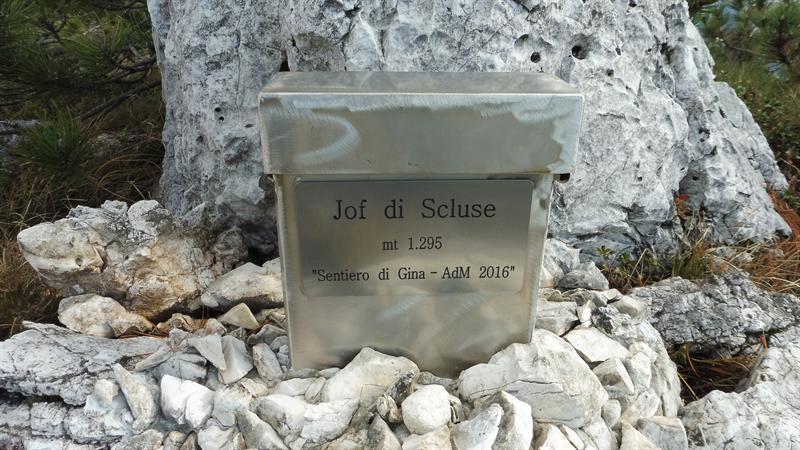 Jof di Scluse
mt 1.295
"Sentiero di Gina - AdM 2016"